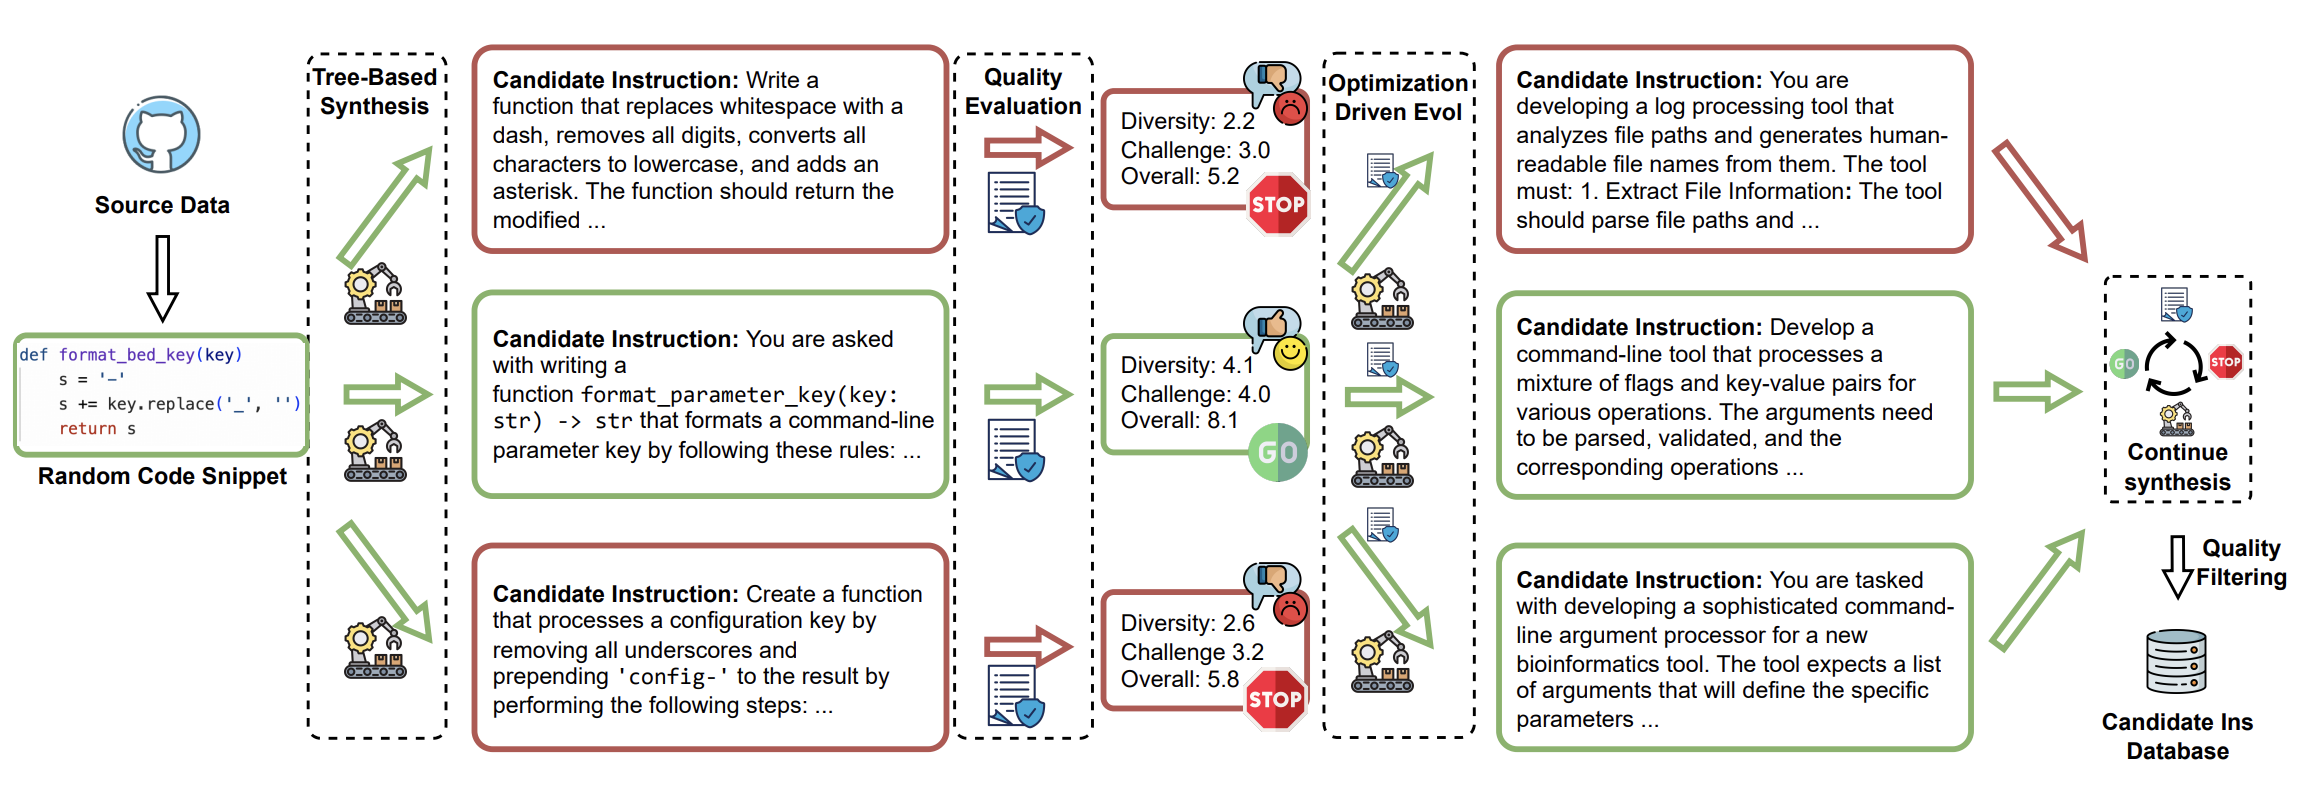 Source Data
def format_bed_key(key)
s = '-'
s += key.replace('_', '')
return s
Random Code Snippet
Tree-Based
Synthesis
Candidate Instruction: Write a
function that replaces whitespace with a
dash, removes all digits, converts all
characters to lowercase, and adds an
asterisk. The function should return the
modified ...
Candidate Instruction: You are asked
with writing a
function format_parameter_key(key:
str) -> str that formats a command-line
parameter key by following these rules: ...
Candidate Instruction: Create a function
that processes a configuration key by
removing all underscores and
prepending 'config-' to the result by
performing the following steps: ...
Quality
Evaluation
Diversity: 2.2
Challenge: 3.0
Overall: 5.2
STOP
Diversity: 4.1
Challenge: 4.0
Overall: 8.1
GO
Diversity: 2.6
Challenge 3.2
Overall: 5.8
STOP
Optimization
Driven Evol
Candidate Instruction: You are
developing a log processing tool that
analyzes file paths and generates human-
readable file names from them. The tool
must: 1. Extract File Information: The tool
should parse file paths and ...
Candidate Instruction: Develop a
command-line tool that processes a
mixture of flags and key-value pairs for
various operations. The arguments need
to be parsed, validated, and the
corresponding operations ...
Candidate Instruction: You are tasked
with developing a sophisticated command-
line argument processor for a new
bioinformatics tool. The tool expects a list
of arguments that will define the specific
parameters ...
GO
STOP
Continue
synthesis
Quality
Filtering
Candidate Ins
Database